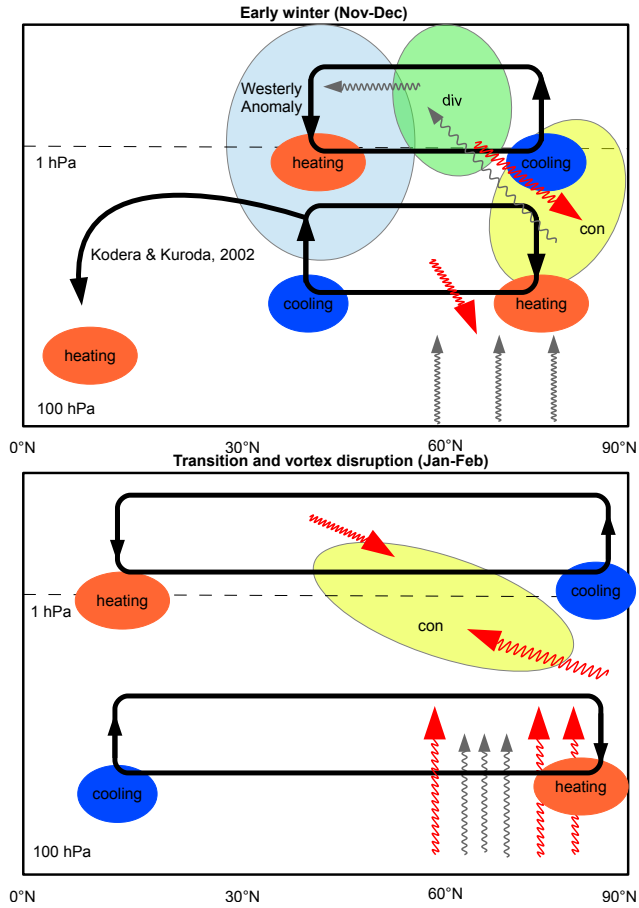 Early winter (Nov-Dec)
Westerly
Anomaly
div
1 hPa
heating
cooling
con
Kodera & Kuroda, 2002
cooling
heating
heating
100 hPa
0°N 30°N 60°N 90°N
Transition and vortex disruption (Jan-Feb)
heating
cooling
1 hPa
con
cooling
heating
100 hPa
0°N 30°N 60°N 90°N